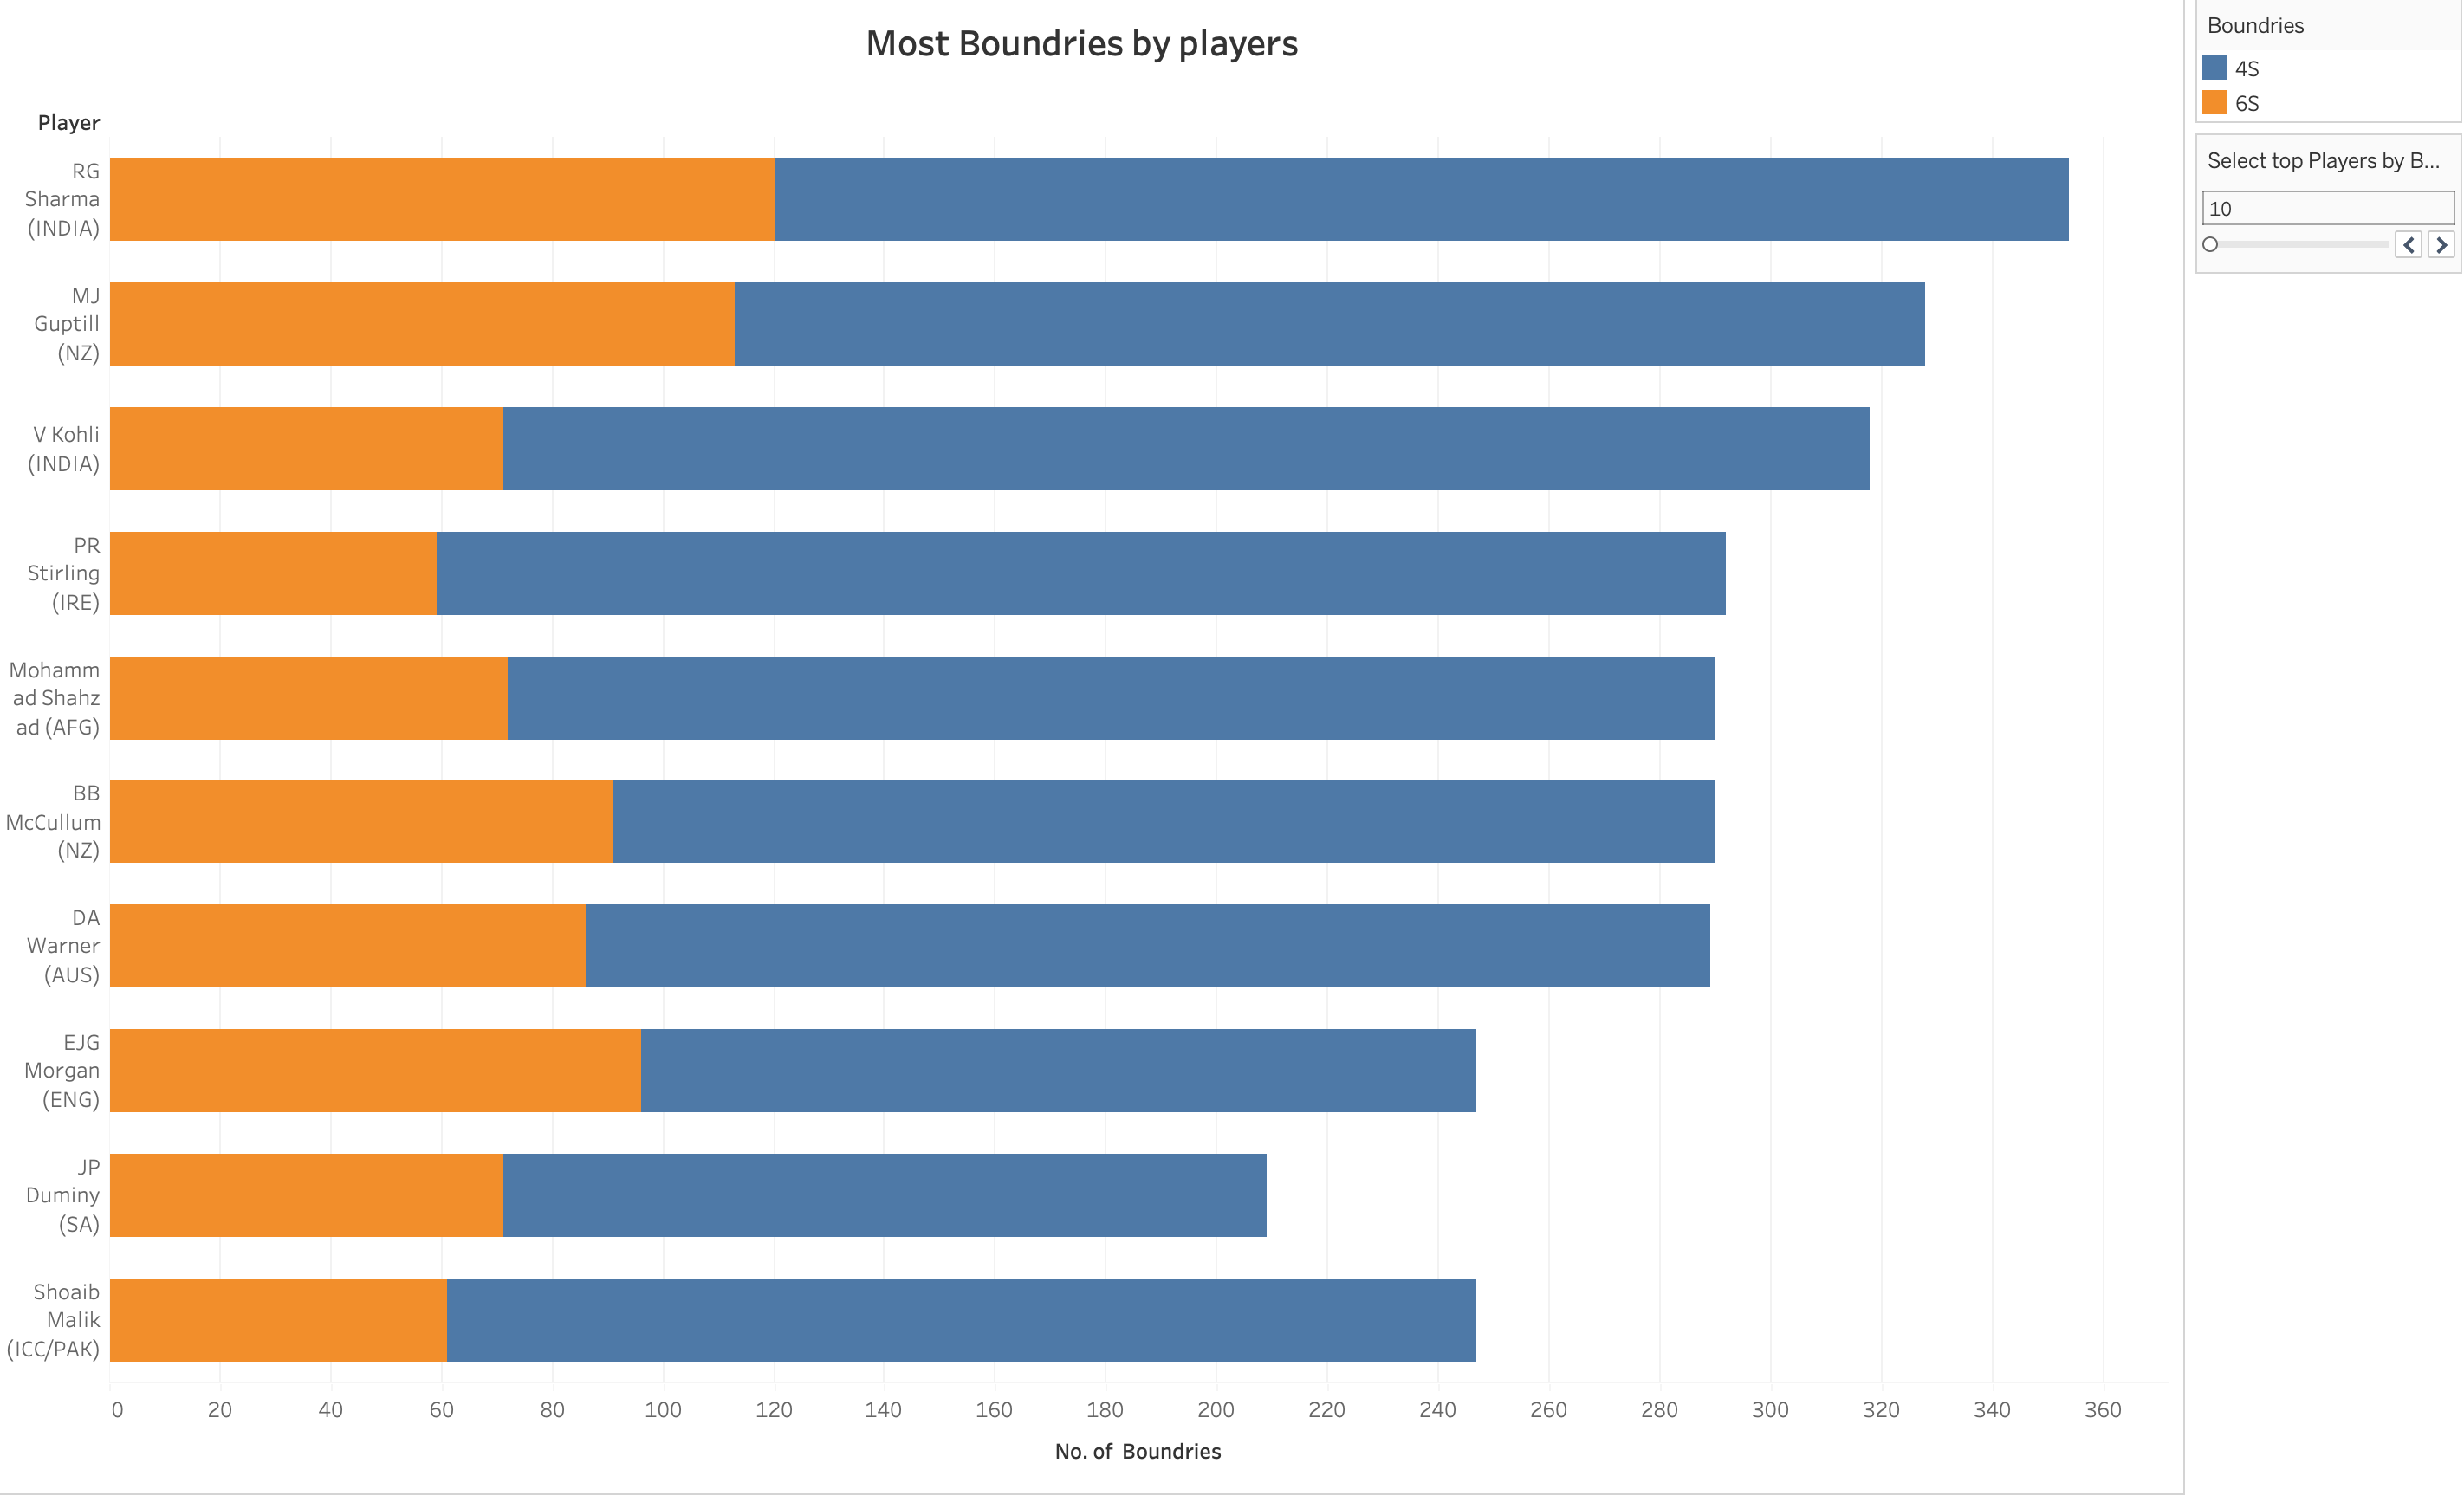 Most Boundries by players
Player
RG
Sharma
(INDIA)
MJ
Guptill
(NZ)
V Kohli
(INDIA)
PR
Stirling
(IRE)
Mohamm
ad Shahz
ad (AFG)
BB
McCullum
(NZ)
DA
Warner
(AUS)
EJG
Morgan
(ENG)
JP
Duminy
(SA)
Shoaib
Malik
(ICC/PAK)
0 20 40 60 80 100 120 140 160 180 200 220 240 260 280 300 320 340 360
No. of Boundries
Boundries
4S
6S
Select top Players by B...
10